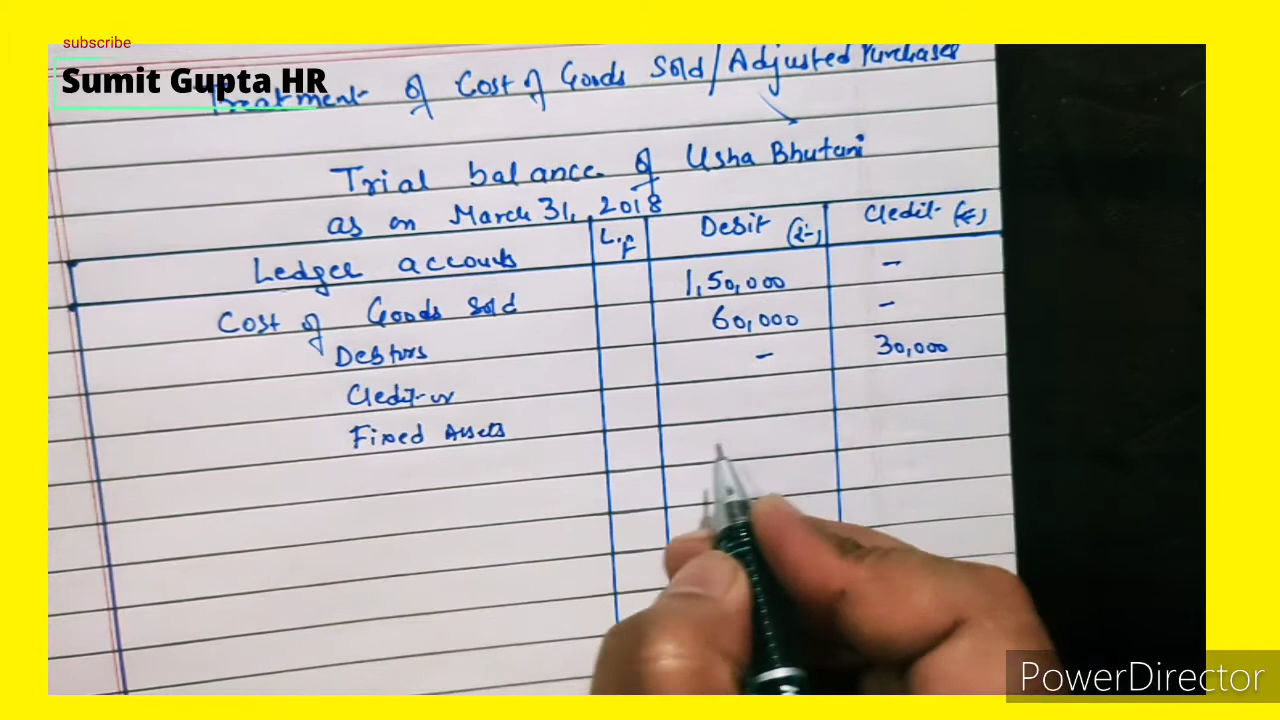 subscribe
Sumit Gupta HR
Treatment of Cost of Goods Sold/Adjusted Purchases
Trial balance of Usha Bhutani
as on March 31, 2018
Ledger accounts L.F Debit (₹) Credit (₹)
Cost of Goods Sold 1,50,000 -
Debtors 60,000 -
Creditor - 30,000
Fixed Assets
PowerDirector